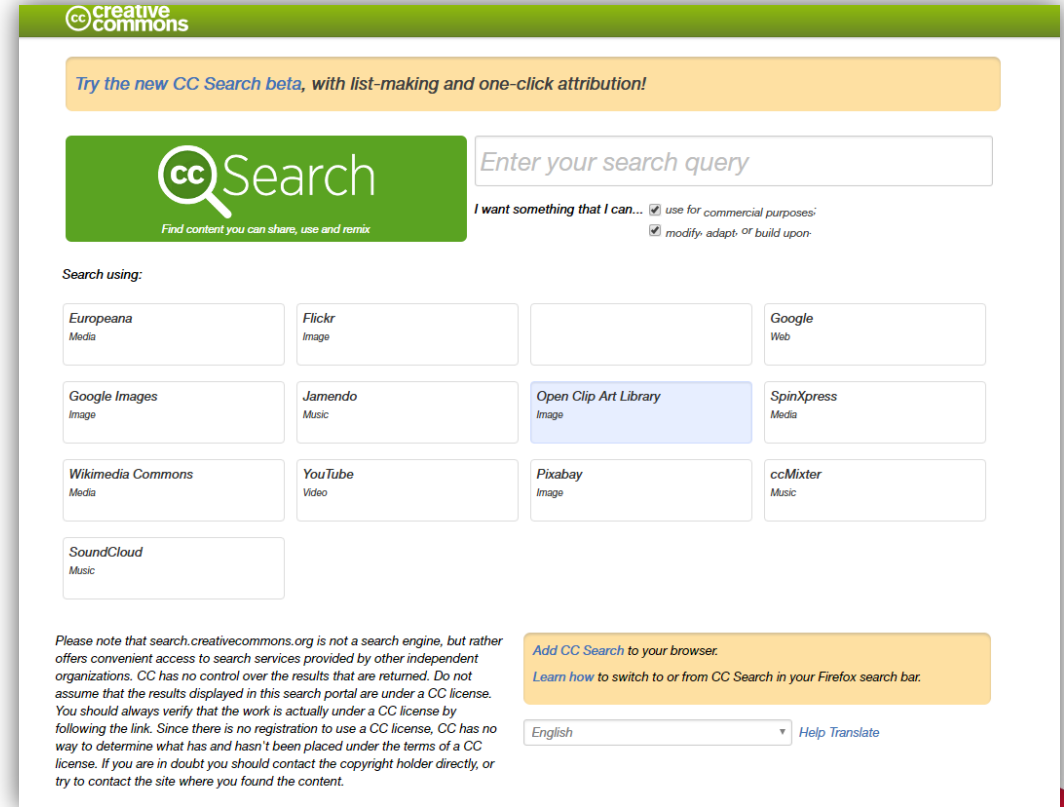 cc creative
commons
Try the new CC Search beta, with list-making and one-click attribution!
cc Search
Find content you can share, use and remix
Enter your search query
I want something that I can... use for commercial purposes;
modify, adapt, or build upon.
Search using:
Europeana
Media
Flickr
Image
Google
Web
Google Images
Image
Jamendo
Music
Open Clip Art Library
Image
SpinXpress
Media
Wikimedia Commons
Media
YouTube
Video
Pixabay
Image
ccMixter
Music
SoundCloud
Music
Please note that search.creativecommons.org is not a search engine, but rather
offers convenient access to search services provided by other independent
organizations. CC has no control over the results that are returned. Do not
assume that the results displayed in this search portal are under a CC license.
You should always verify that the work is actually under a CC license by
following the link. Since there is no registration to use a CC license, CC has no
way to determine what has and hasn't been placed under the terms of a CC
license. If you are in doubt you should contact the copyright holder directly, or
try to contact the site where you found the content.
Add CC Search to your browser.
Learn how to switch to or from CC Search in your Firefox search bar.
English
Help Translate